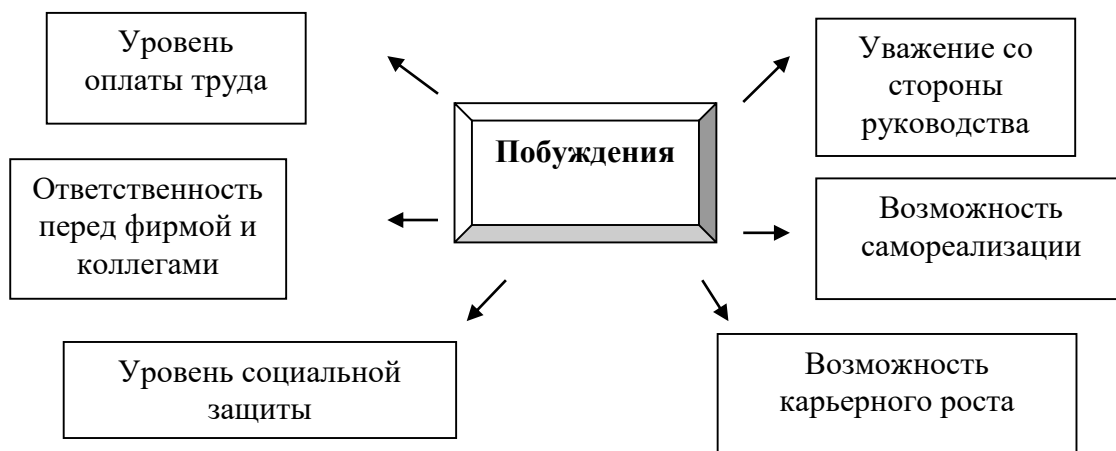 Уровень
оплаты труда
Уважение со
стороны
руководства
Побуждения
Ответственность
перед фирмой и
коллегами
Возможность
самореализации
Уровень социальной
защиты
Возможность
карьерного роста